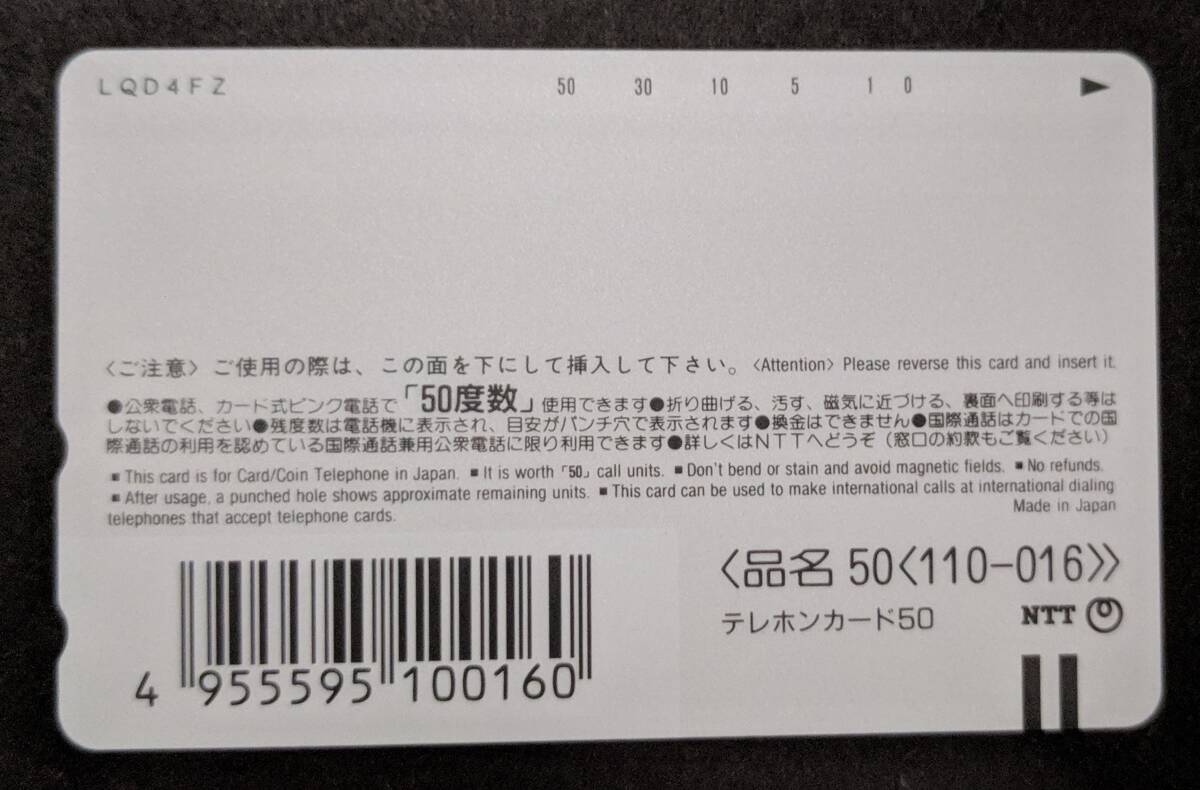 LQD4FZ 50 30 10 5 1 0 ▶
〈ご注意〉ご使用の際は、この面を下にして挿入して下さい。〈Attention〉Please reverse this card and insert it.
●公衆電話、カード式ピンク電話で「50度数」使用できます●折り曲げる、汚す、磁気に近づける、裏面へ印刷する等は
しないでください●残度数は電話機に表示され、目安がパンチ穴で表示されます●換金はできません●国際通話はカードでの国
際通話の利用を認めている国際通話兼用公衆電話に限り利用できます●詳しくはNTTへどうぞ（窓口の約款もご覧ください）
■This card is for Card/Coin Telephone in Japan. ■It is worth「50」call units. ■Don't bend or stain and avoid magnetic fields. ■No refunds.
■After usage, a punched hole shows approximate remaining units. ■This card can be used to make international calls at international dialing
telephones that accept telephone cards. Made in Japan
〈品名 50〈110-016〉〉
テレホンカード50 NTT
4 955595 100160